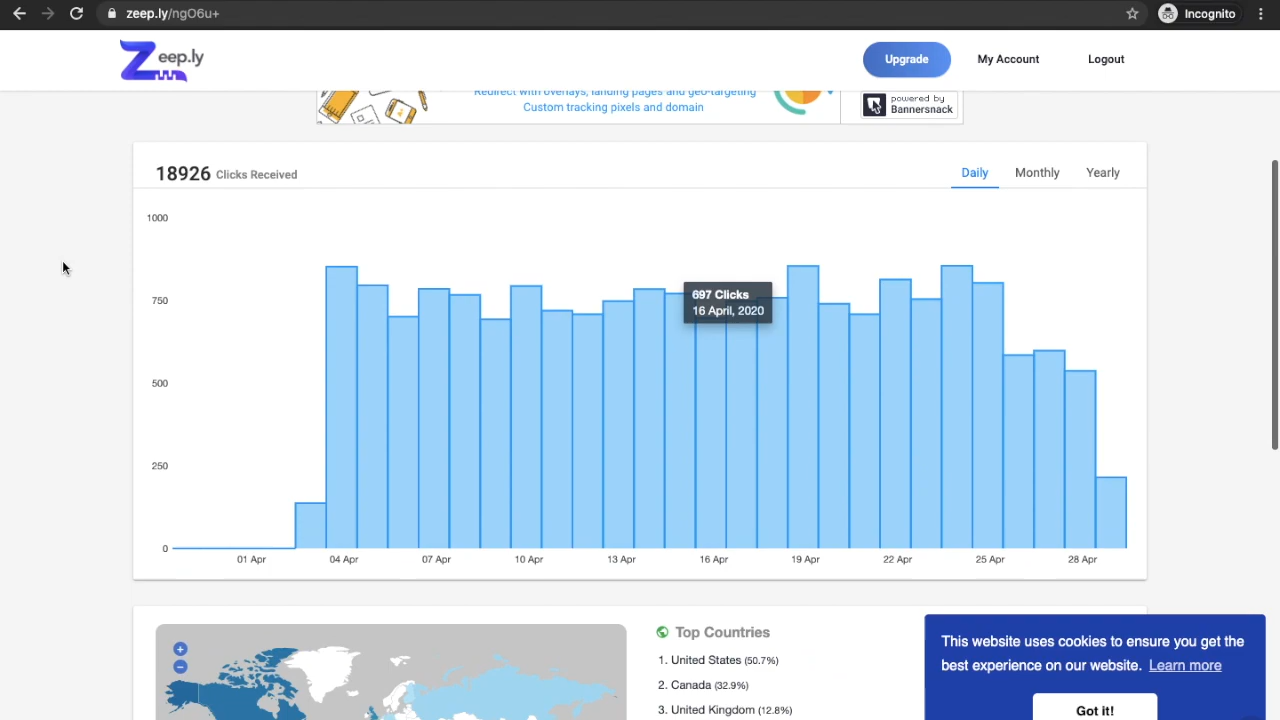 zeep.ly/ngO6u+
Incognito
Zeep.ly
Upgrade
My Account
Logout
Redirect with overlays, landing pages and geo-targeting
Custom tracking pixels and domain
powered by
Bannersnack
18926 Clicks Received
Daily
Monthly
Yearly
1000
750
500
250
0
697 Clicks
16 April, 2020
01 Apr
04 Apr
07 Apr
10 Apr
13 Apr
16 Apr
19 Apr
22 Apr
25 Apr
28 Apr
+
−
Top Countries
1. United States (50.7%)
2. Canada (32.9%)
3. United Kingdom (12.8%)
This website uses cookies to ensure you get the
best experience on our website. Learn more
Got it!